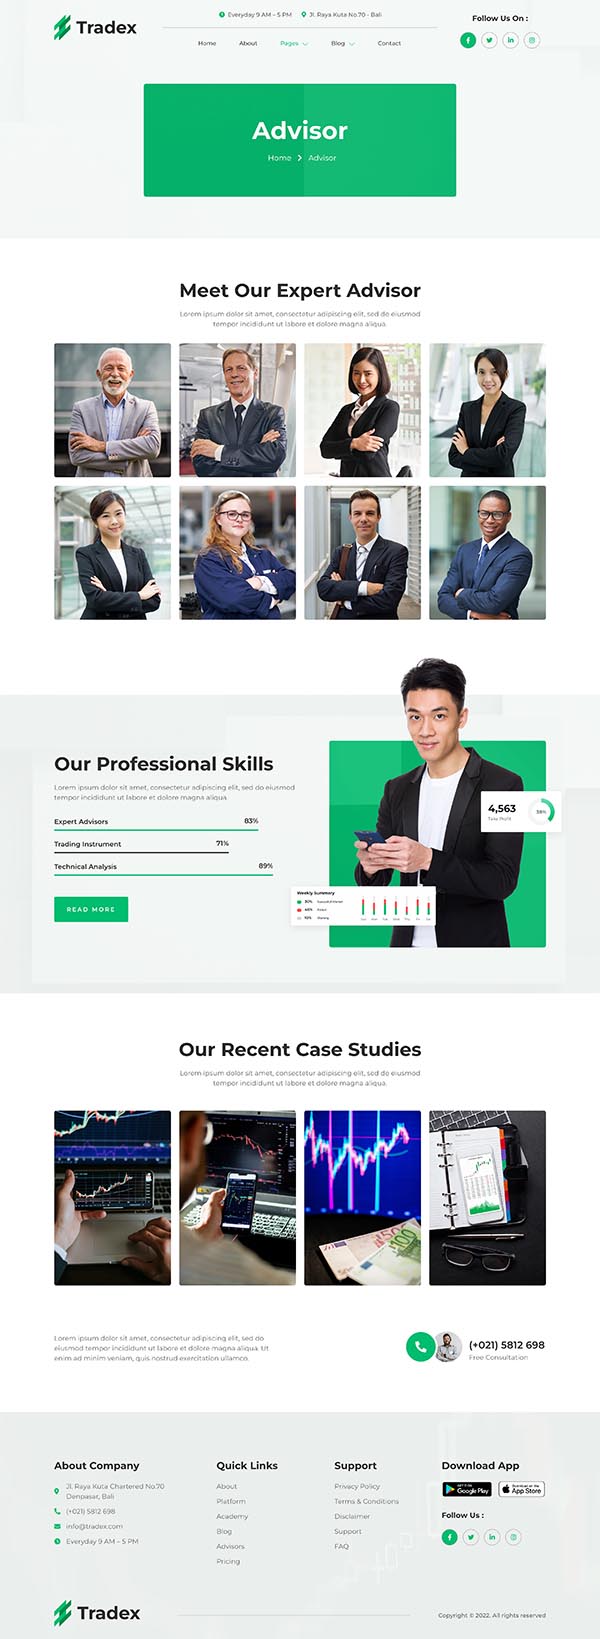 Tradex
Everyday 9 AM – 5 PM
Jl. Raya Kuta No.70 - Bali
Follow Us On :
Home
About
Pages
Blog
Contact
Advisor
Home
Advisor
Meet Our Expert Advisor
Lorem ipsum dolor sit amet, consectetur adipiscing elit, sed do eiusmod
tempor incididunt ut labore et dolore magna aliqua.
Our Professional Skills
Lorem ipsum dolor sit amet, consectetur adipiscing elit, sed do eiusmod
tempor incididunt ut labore et dolore magna aliqua.
Expert Advisors 83%
Trading Instrument 71%
Technical Analysis 89%
READ MORE
4,563
Take Profit
38%
Weekly Summary
Our Recent Case Studies
Lorem ipsum dolor sit amet, consectetur adipiscing elit, sed do eiusmod
tempor incididunt ut labore et dolore magna aliqua.
Lorem ipsum dolor sit amet, consectetur adipiscing elit, sed do
eiusmod tempor incididunt ut labore et dolore magna aliqua. Ut
enim ad minim veniam, quis nostrud exercitation ullamco.
(+021) 5812 698
Free Consultation
About Company
Jl. Raya Kuta Chartered No.70
Denpasar, Bali
(+021) 5812 698
info@tradex.com
Everyday 9 AM – 5 PM
Quick Links
About
Platform
Academy
Blog
Advisors
Pricing
Support
Privacy Policy
Terms & Conditions
Disclaimer
Support
FAQ
Download App
GET IT ON
Google Play
Download on the
App Store
Follow Us :
Tradex
Copyright © 2022. All rights reserved